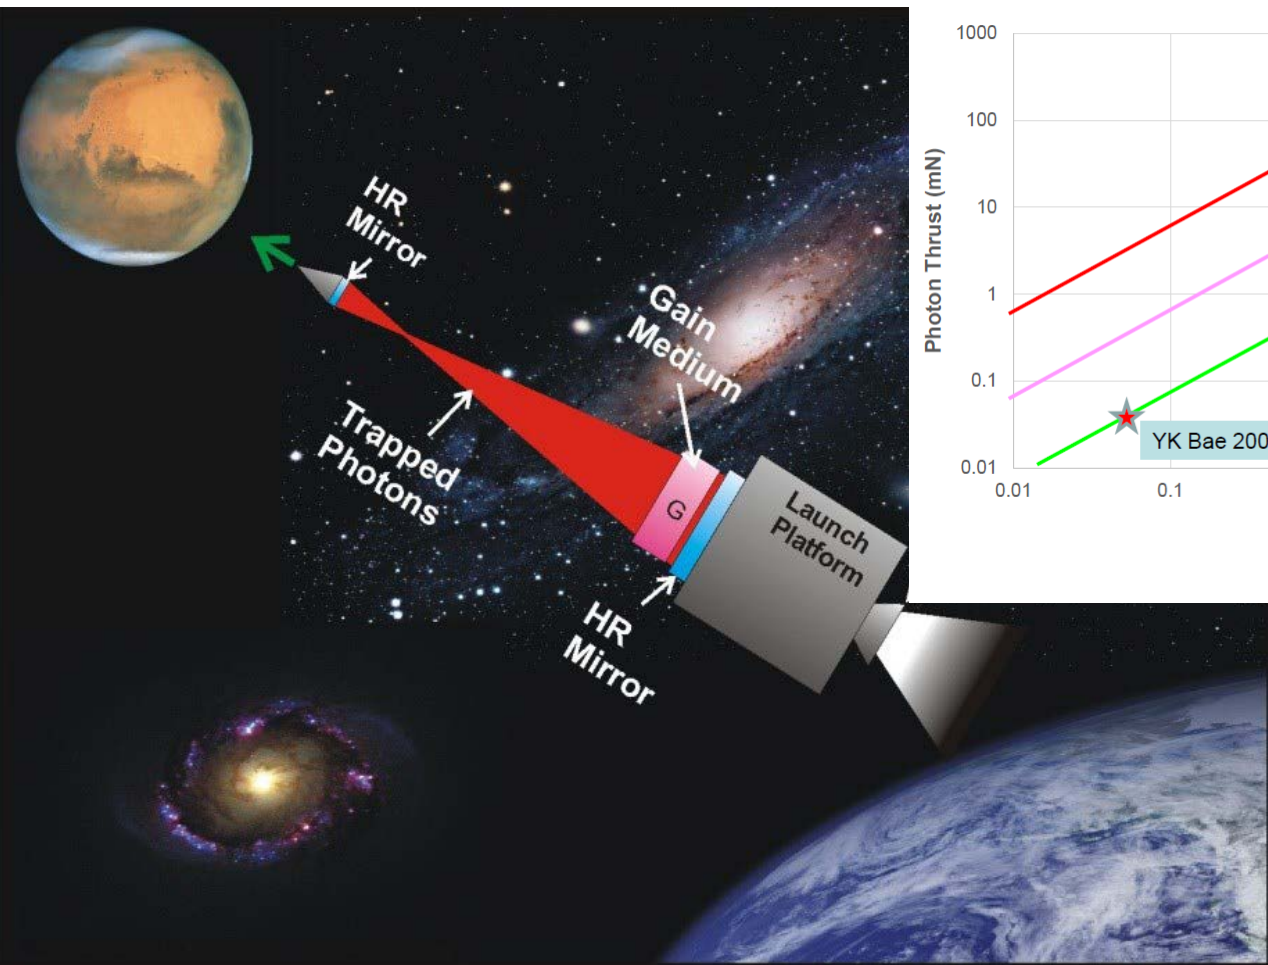 HR
Mirror
Gain
Medium
Trapped
Photons
G
Launch
Platform
HR
Mirror
Photon Thrust (mN)
1000
100
10
1
0.1
0.01
YK Bae 200
0.01
0.1